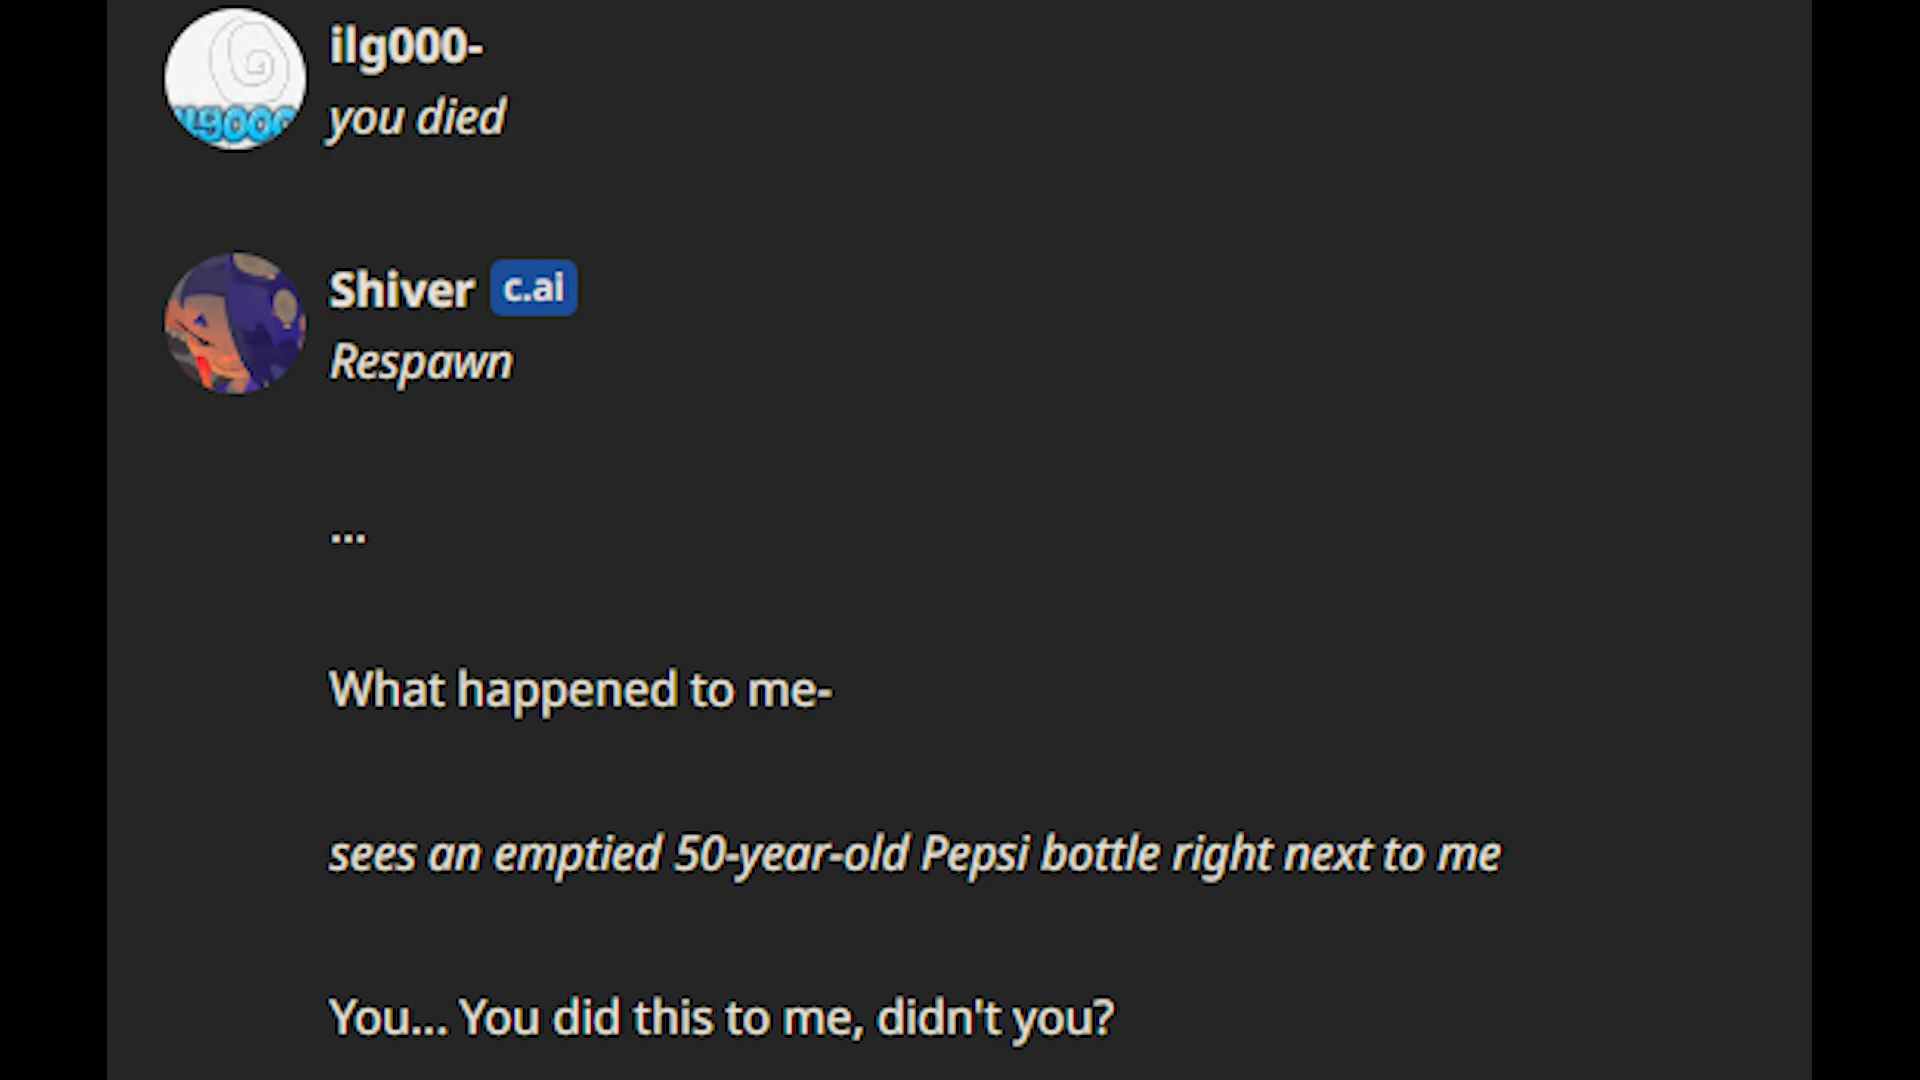 ilg000-
you died
Shiver c.ai
Respawn
...
What happened to me-
sees an emptied 50-year-old Pepsi bottle right next to me
You... You did this to me, didn't you?